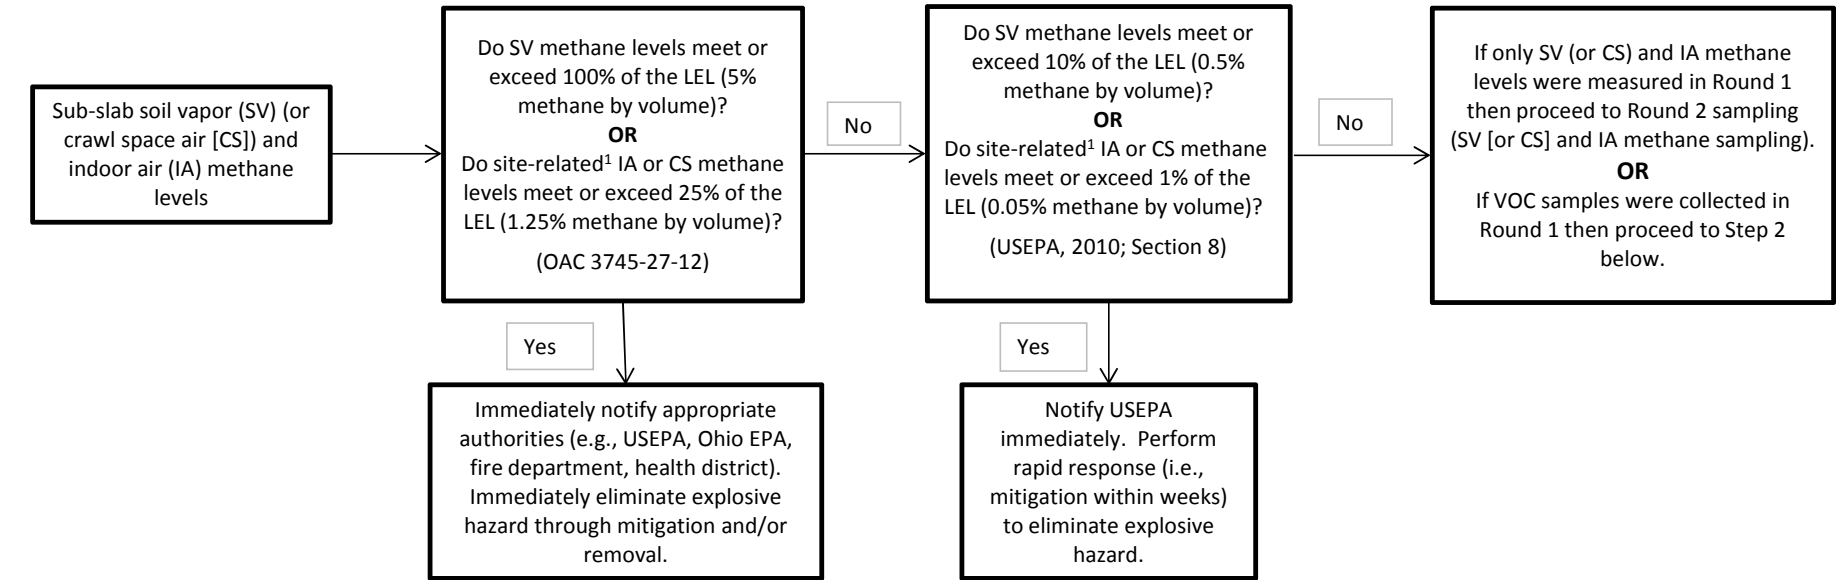 Sub-slab soil vapor (SV) (or
crawl space air [CS]) and
indoor air (IA) methane
levels
Do SV methane levels meet or
exceed 100% of the LEL (5%
methane by volume)?
OR
Do site-related¹ IA or CS methane
levels meet or exceed 25% of the
LEL (1.25% methane by volume)?
(OAC 3745-27-12)
No
Do SV methane levels meet or
exceed 10% of the LEL (0.5%
methane by volume)?
OR
Do site-related¹ IA or CS methane
levels meet or exceed 1% of the
LEL (0.05% methane by volume)?
(USEPA, 2010; Section 8)
No
If only SV (or CS) and IA methane
levels were measured in Round 1
then proceed to Round 2 sampling
(SV [or CS] and IA methane sampling).
OR
If VOC samples were collected in
Round 1 then proceed to Step 2
below.
Yes
Immediately notify appropriate
authorities (e.g., USEPA, Ohio EPA,
fire department, health district).
Immediately eliminate explosive
hazard through mitigation and/or
removal.
Yes
Notify USEPA
immediately.  Perform
rapid response (i.e.,
mitigation within weeks)
to eliminate explosive
hazard.